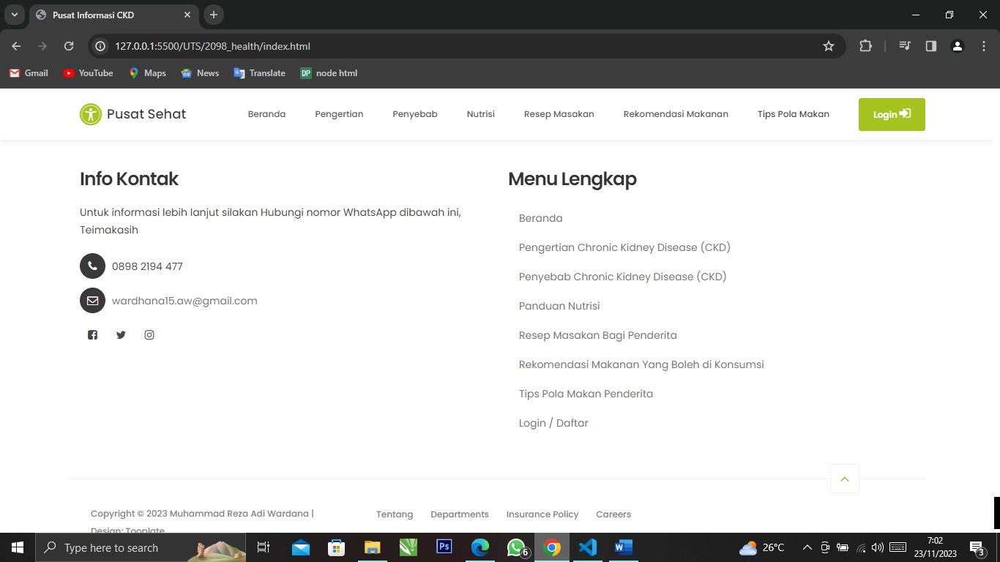 Pusat Informasi CKD
127.0.0.1:5500/UTS/2098_health/index.html
Gmail YouTube Maps News Translate DP node html
Pusat Sehat Beranda Pengertian Penyebab Nutrisi Resep Masakan Rekomendasi Makanan Tips Pola Makan Login
Info Kontak
Untuk informasi lebih lanjut silakan Hubungi nomor WhatsApp dibawah ini,
Teimakasih
0898 2194 477
wardhana15.aw@gmail.com
Menu Lengkap
Beranda
Pengertian Chronic Kidney Disease (CKD)
Penyebab Chronic Kidney Disease (CKD)
Panduan Nutrisi
Resep Masakan Bagi Penderita
Rekomendasi Makanan Yang Boleh di Konsumsi
Tips Pola Makan Penderita
Login / Daftar
Copyright © 2023 Muhammad Reza Adi Wardana |
Design: Tooplate
Tentang Departments Insurance Policy Careers
Type here to search
Ps
6
W
26°C
7:02
23/11/2023
3